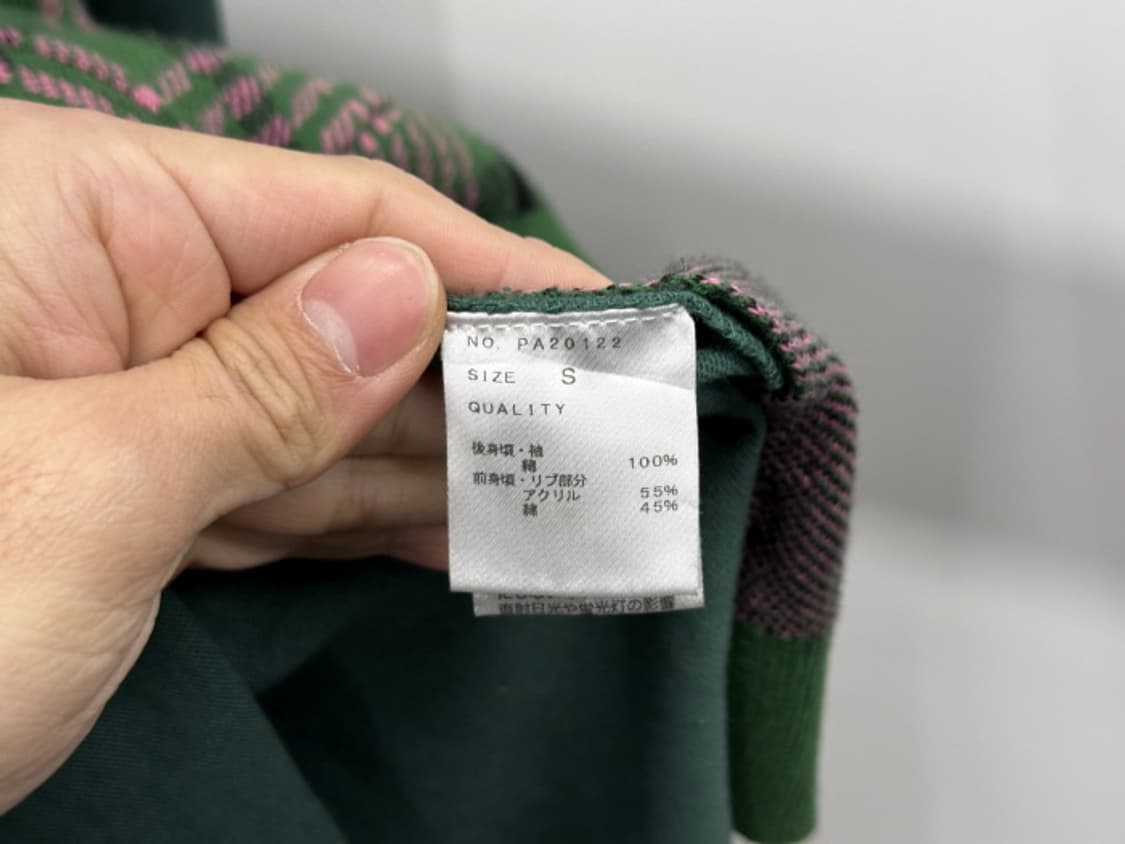 NO. PA20122
SIZE S
QUALITY
後身頃・袖
綿 100%
前身頃・リブ部分
アクリル 55%
綿 45%
直射日光や蛍光灯の影響